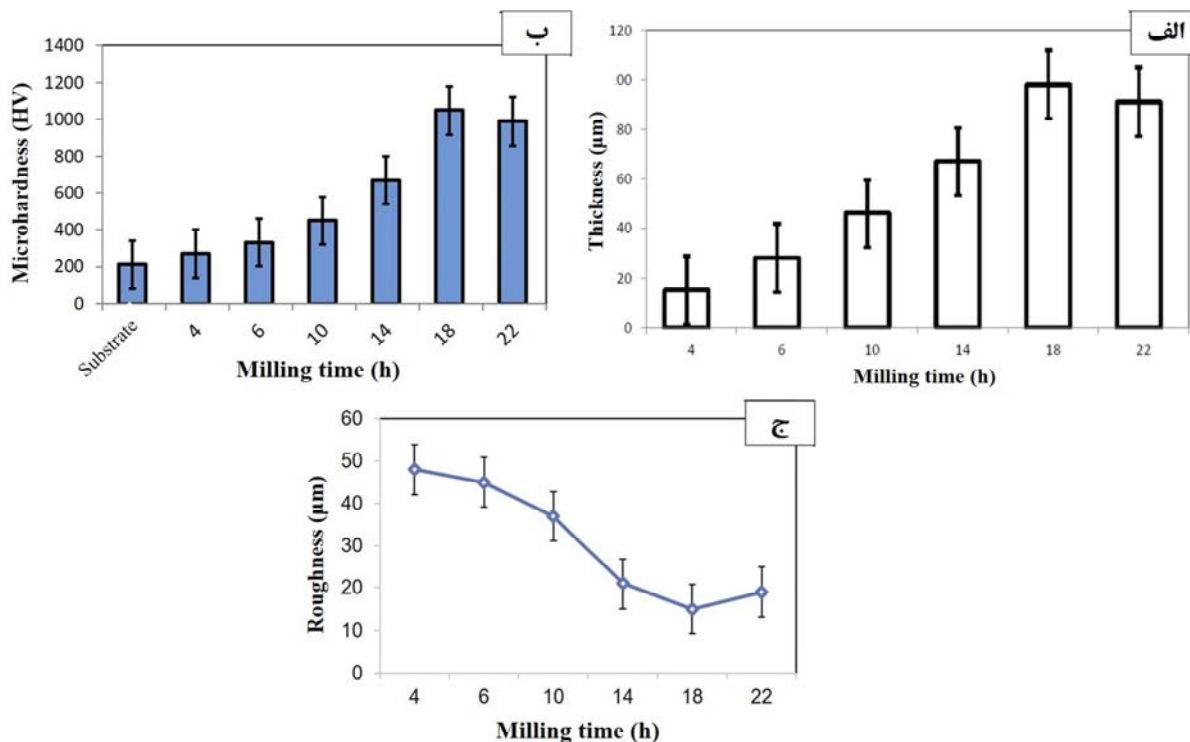 ب
1400
1200
1000
800
600
400
200
0
Microhardness (HV)
Substrate 4 6 10 14 18 22
Milling time (h)
الف
120
00
80
60
40
20
0
Thickness (µm)
4 6 10 14 18 22
Milling time (h)
ج
60
50
40
30
20
10
0
Roughness (µm)
4 6 10 14 18 22
Milling time (h)